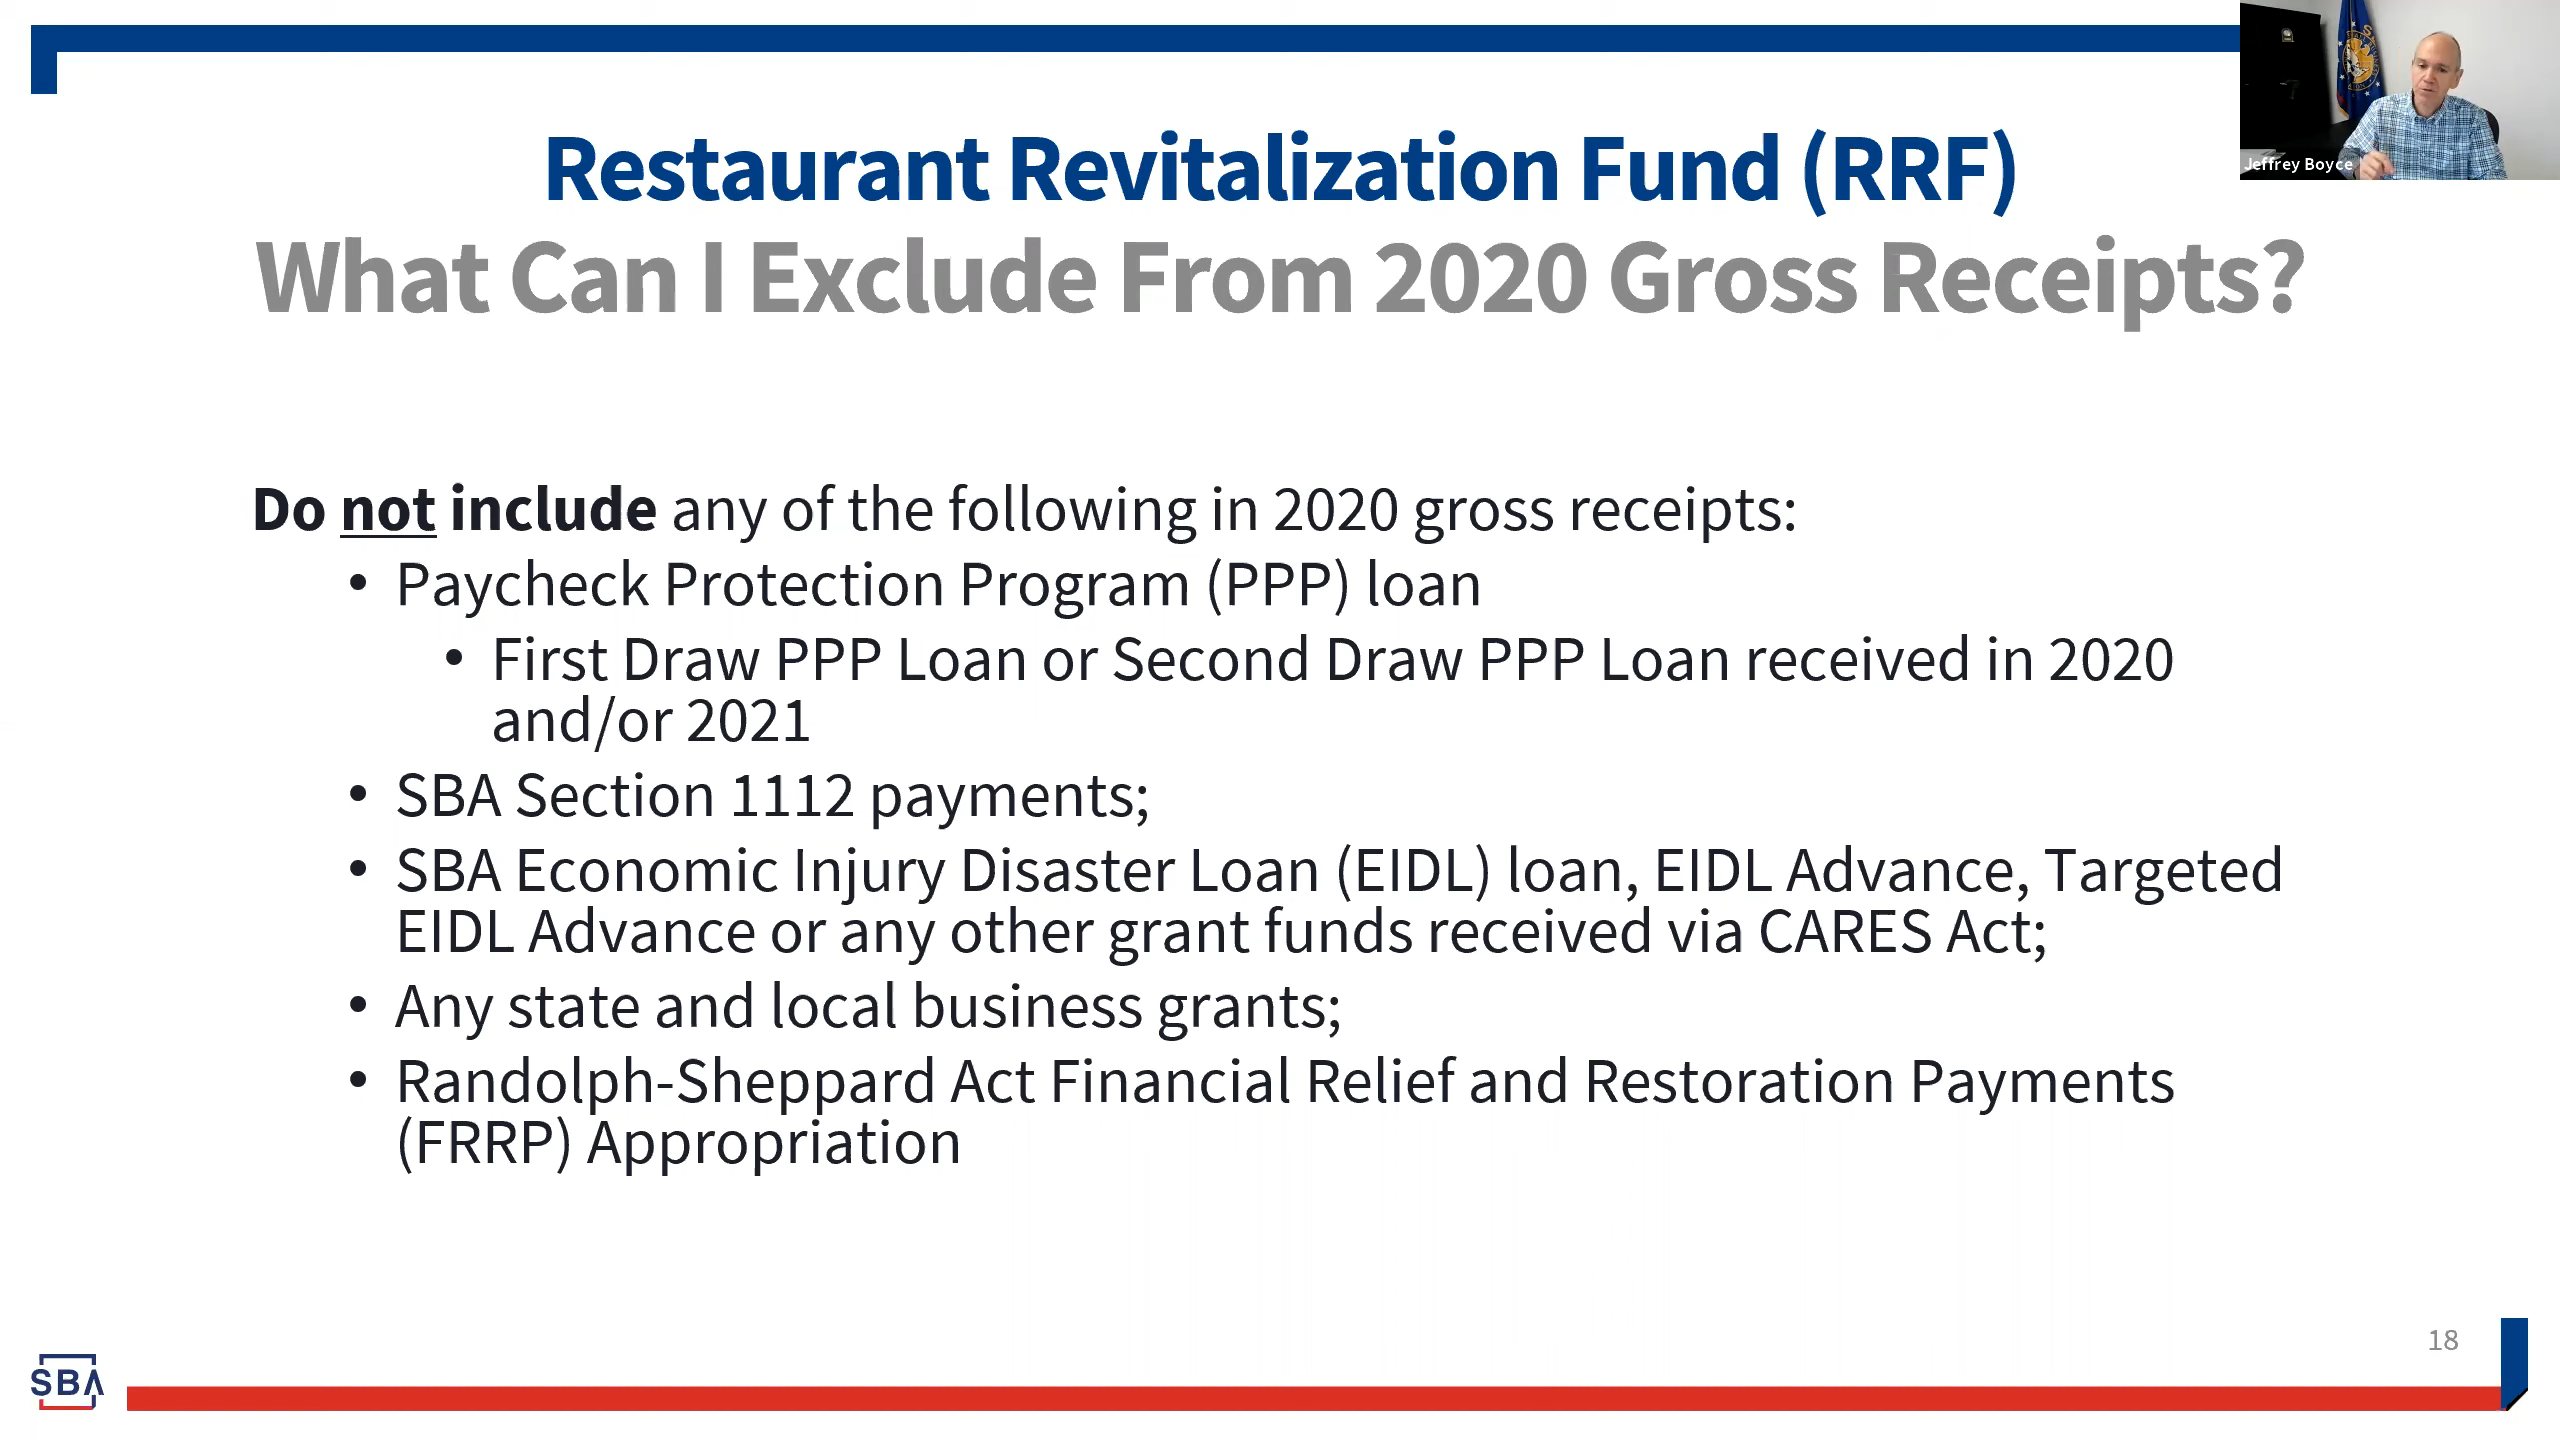 Restaurant Revitalization Fund (RRF)
What Can I Exclude From 2020 Gross Receipts?
Jeffrey Boyce
Do not include any of the following in 2020 gross receipts:
• Paycheck Protection Program (PPP) loan
• First Draw PPP Loan or Second Draw PPP Loan received in 2020
and/or 2021
• SBA Section 1112 payments;
• SBA Economic Injury Disaster Loan (EIDL) loan, EIDL Advance, Targeted
EIDL Advance or any other grant funds received via CARES Act;
• Any state and local business grants;
• Randolph-Sheppard Act Financial Relief and Restoration Payments
(FRRP) Appropriation
18
SBA